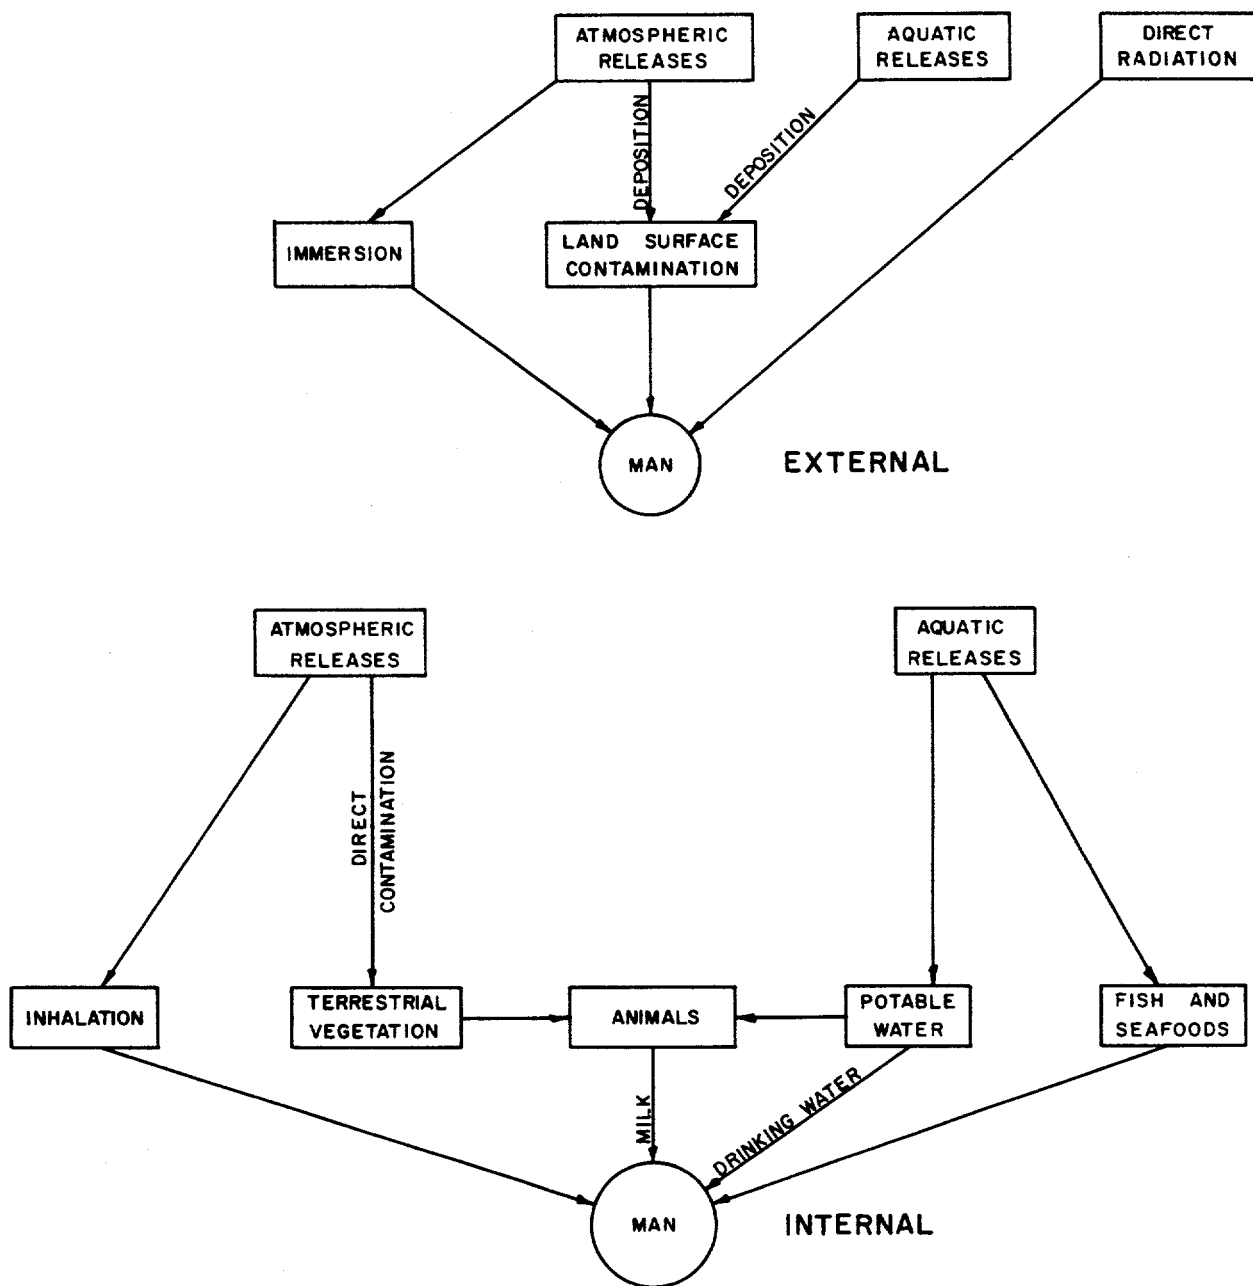 ATMOSPHERIC
RELEASES
AQUATIC
RELEASES
DIRECT
RADIATION
DEPOSITION
DEPOSITION
IMMERSION
LAND SURFACE
CONTAMINATION
MAN
EXTERNAL
ATMOSPHERIC
RELEASES
AQUATIC
RELEASES
DIRECT
CONTAMINATION
INHALATION
TERRESTRIAL
VEGETATION
ANIMALS
POTABLE
WATER
FISH AND
SEAFOODS
MILK
DRINKING WATER
MAN
INTERNAL